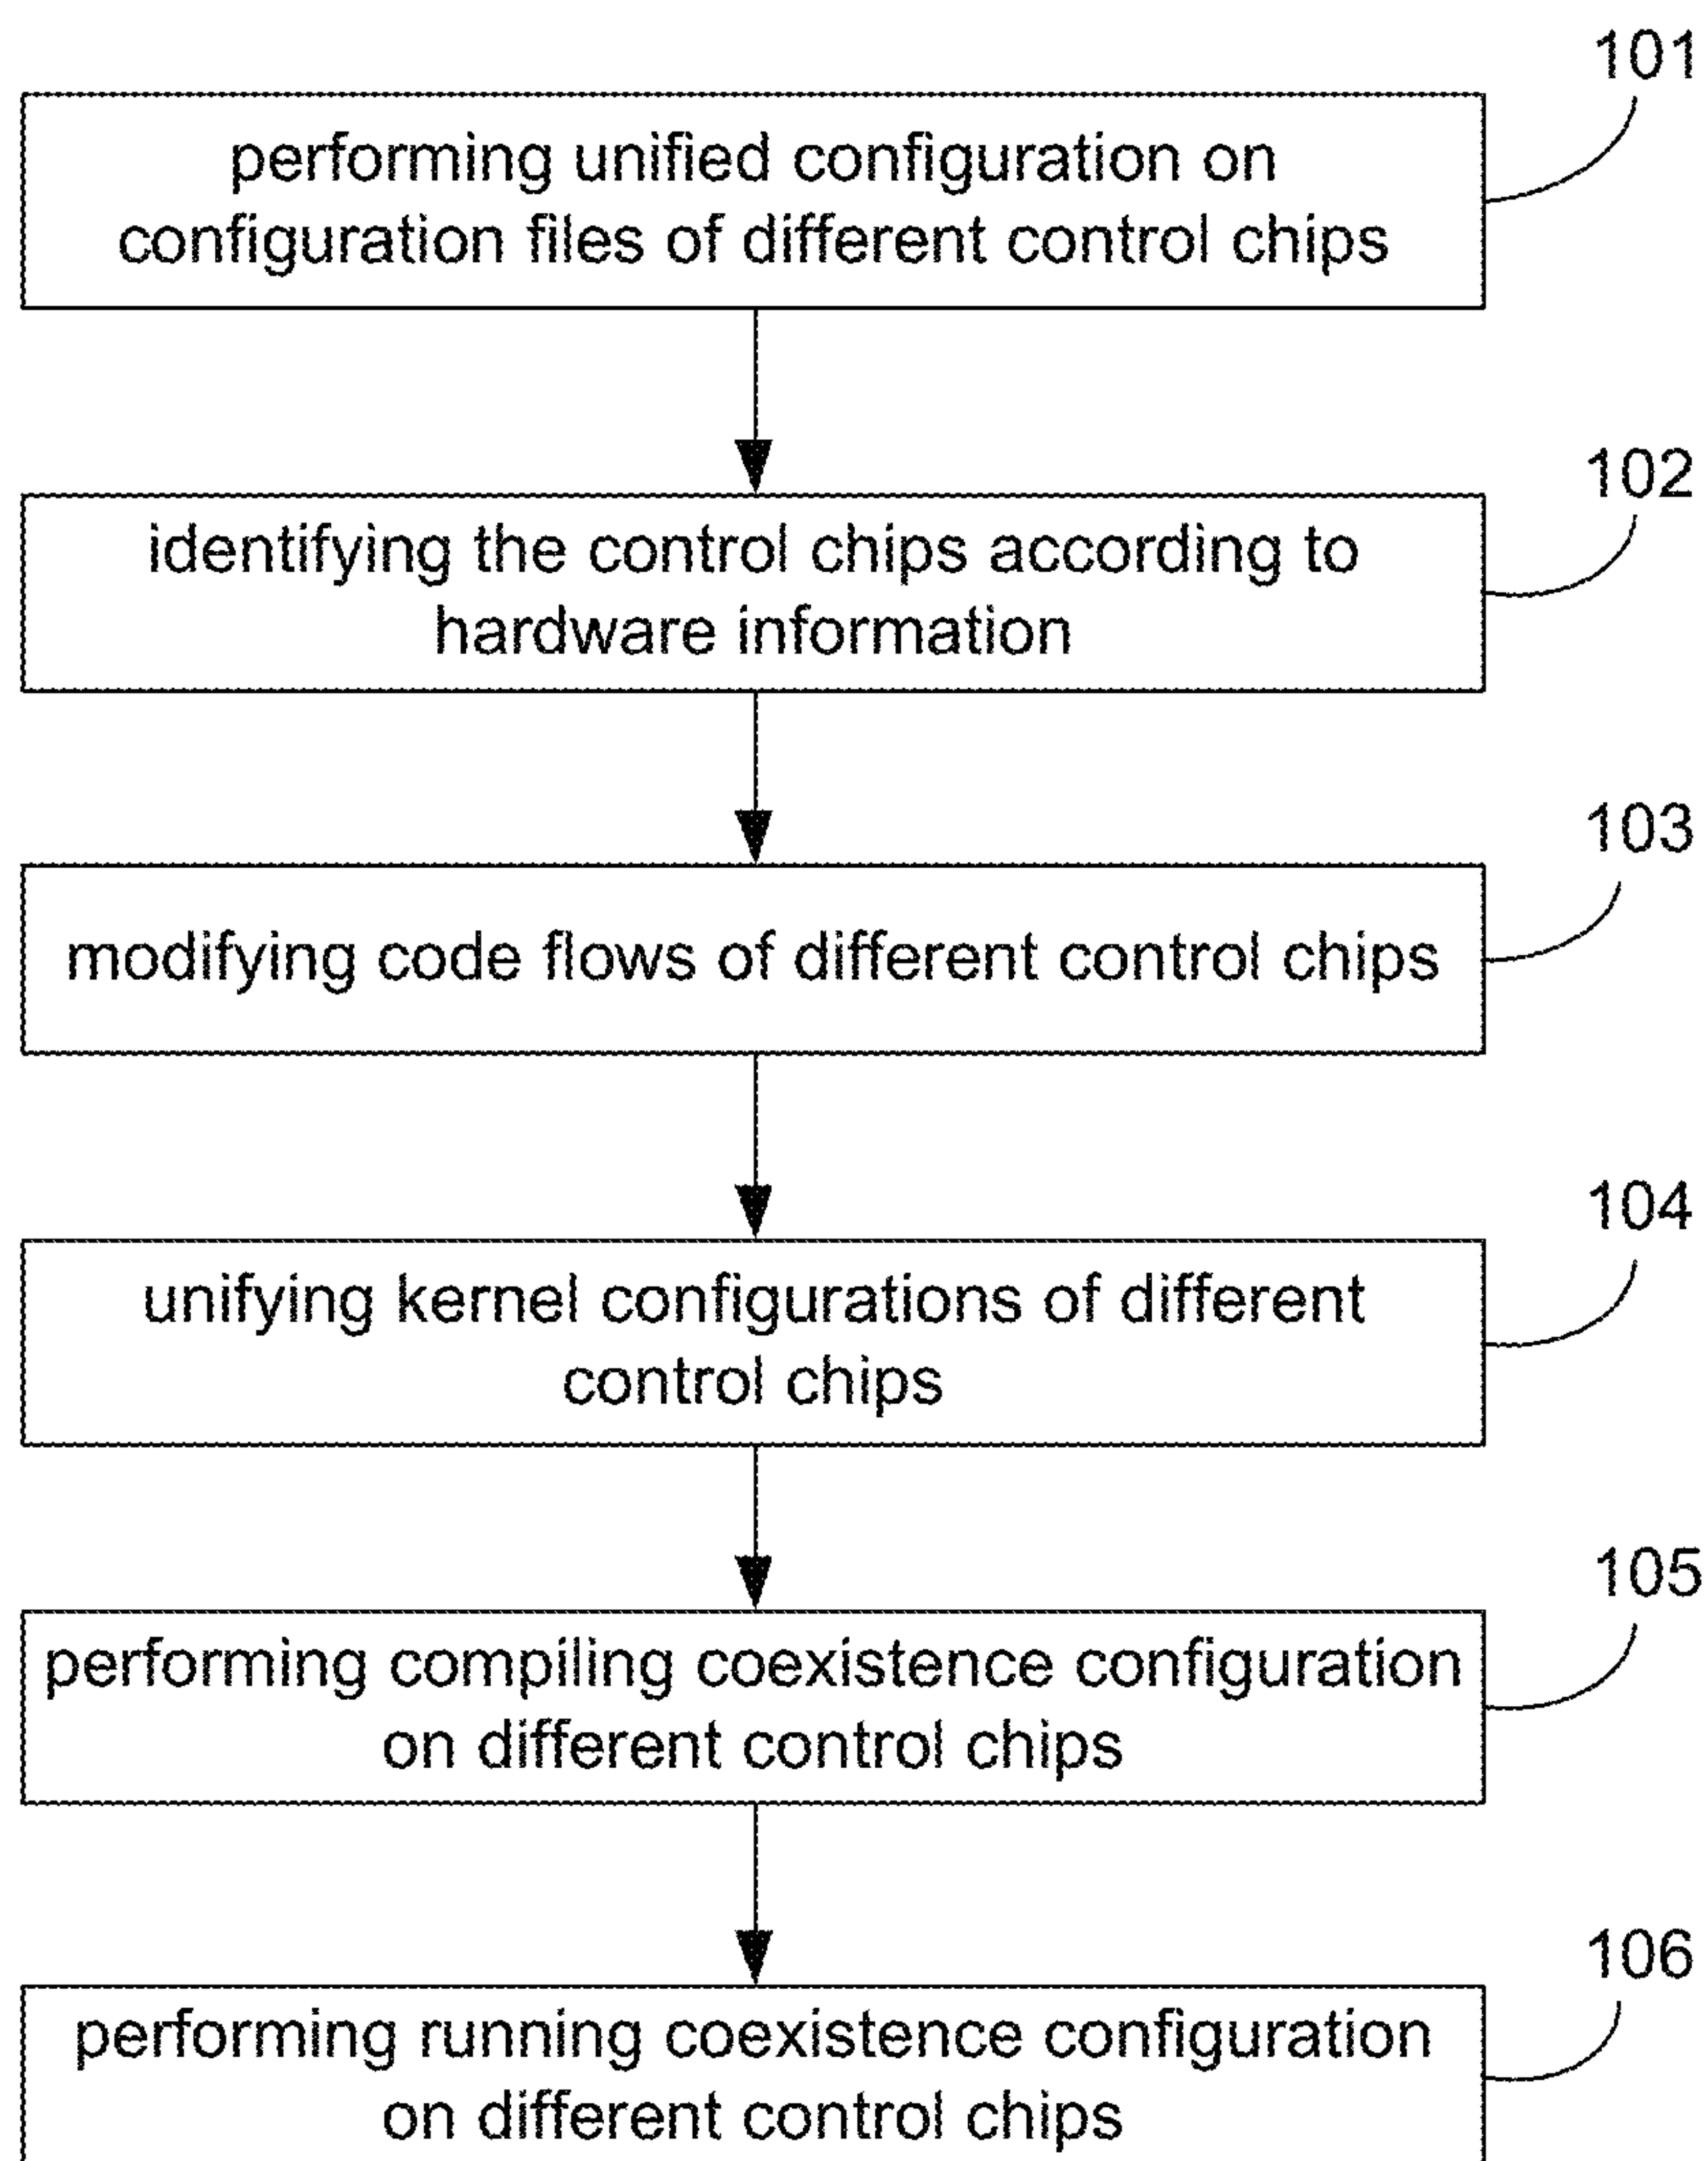 101
performing unified configuration on
configuration files of different control chips
102
identifying the control chips according to
hardware information
103
modifying code flows of different control chips
104
unifying kernel configurations of different
control chips
105
performing compiling coexistence configuration
on different control chips
106
performing running coexistence configuration
on different control chips